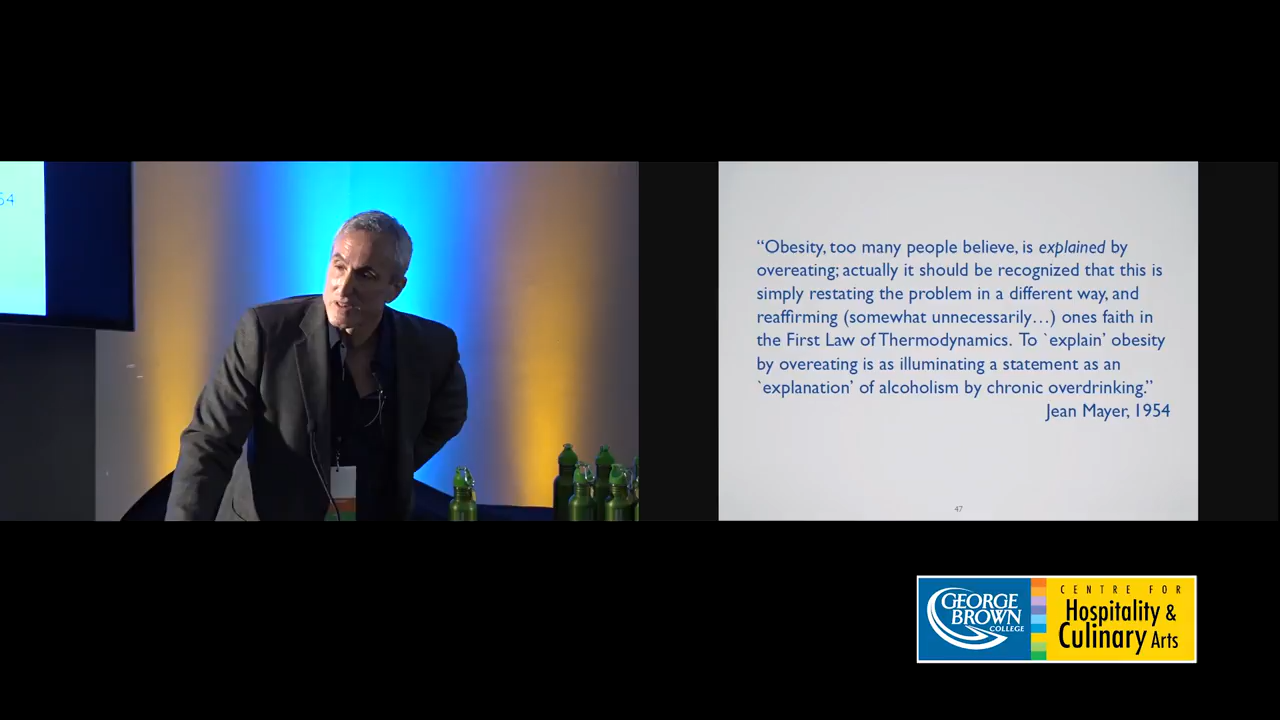 54
“Obesity, too many people believe, is explained by
overeating; actually it should be recognized that this is
simply restating the problem in a different way, and
reaffirming (somewhat unnecessarily…) ones faith in
the First Law of Thermodynamics. To `explain’ obesity
by overeating is as illuminating a statement as an
`explanation’ of alcoholism by chronic overdrinking.”
Jean Mayer, 1954
47
GEORGE
BROWN
COLLEGE
CENTRE FOR
Hospitality &
Culinary Arts